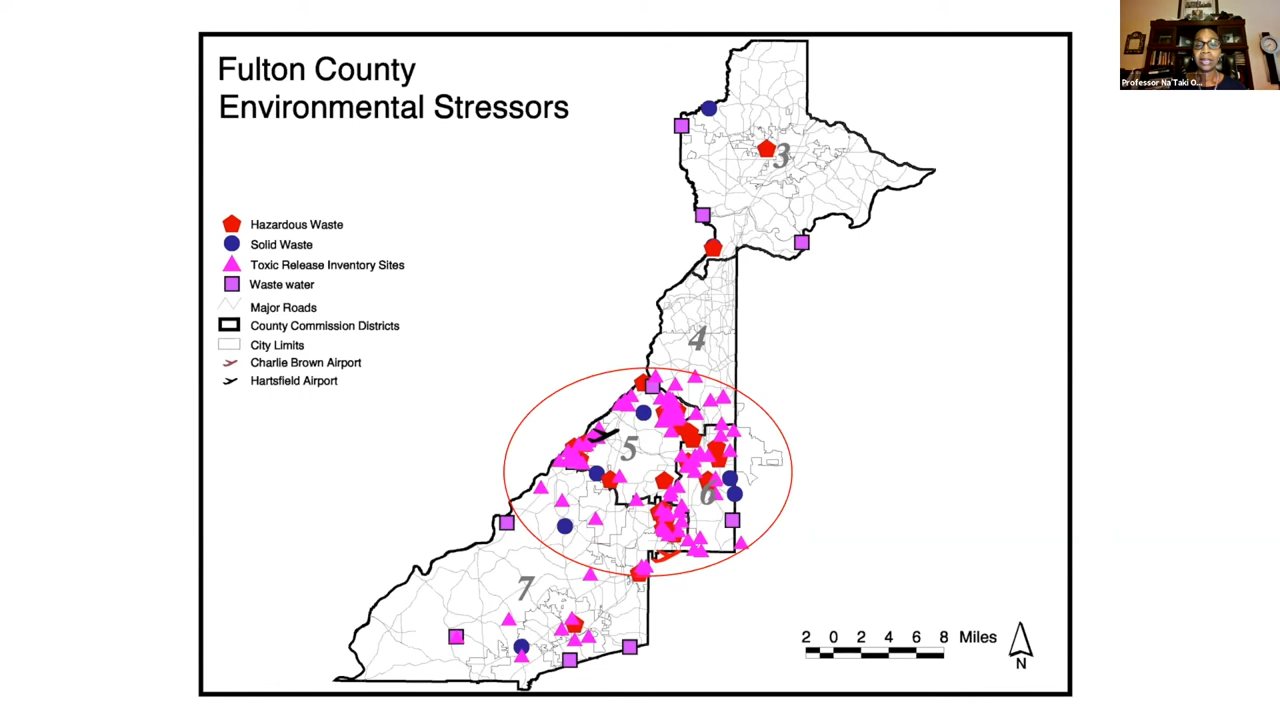 Fulton County
Environmental Stressors
Hazardous Waste
Solid Waste
Toxic Release Inventory Sites
Waste water
Major Roads
County Commission Districts
City Limits
Charlie Brown Airport
Hartsfield Airport
3
4
5
6
7
2 0 2 4 6 8 Miles
N
Professor Na'Taki O...